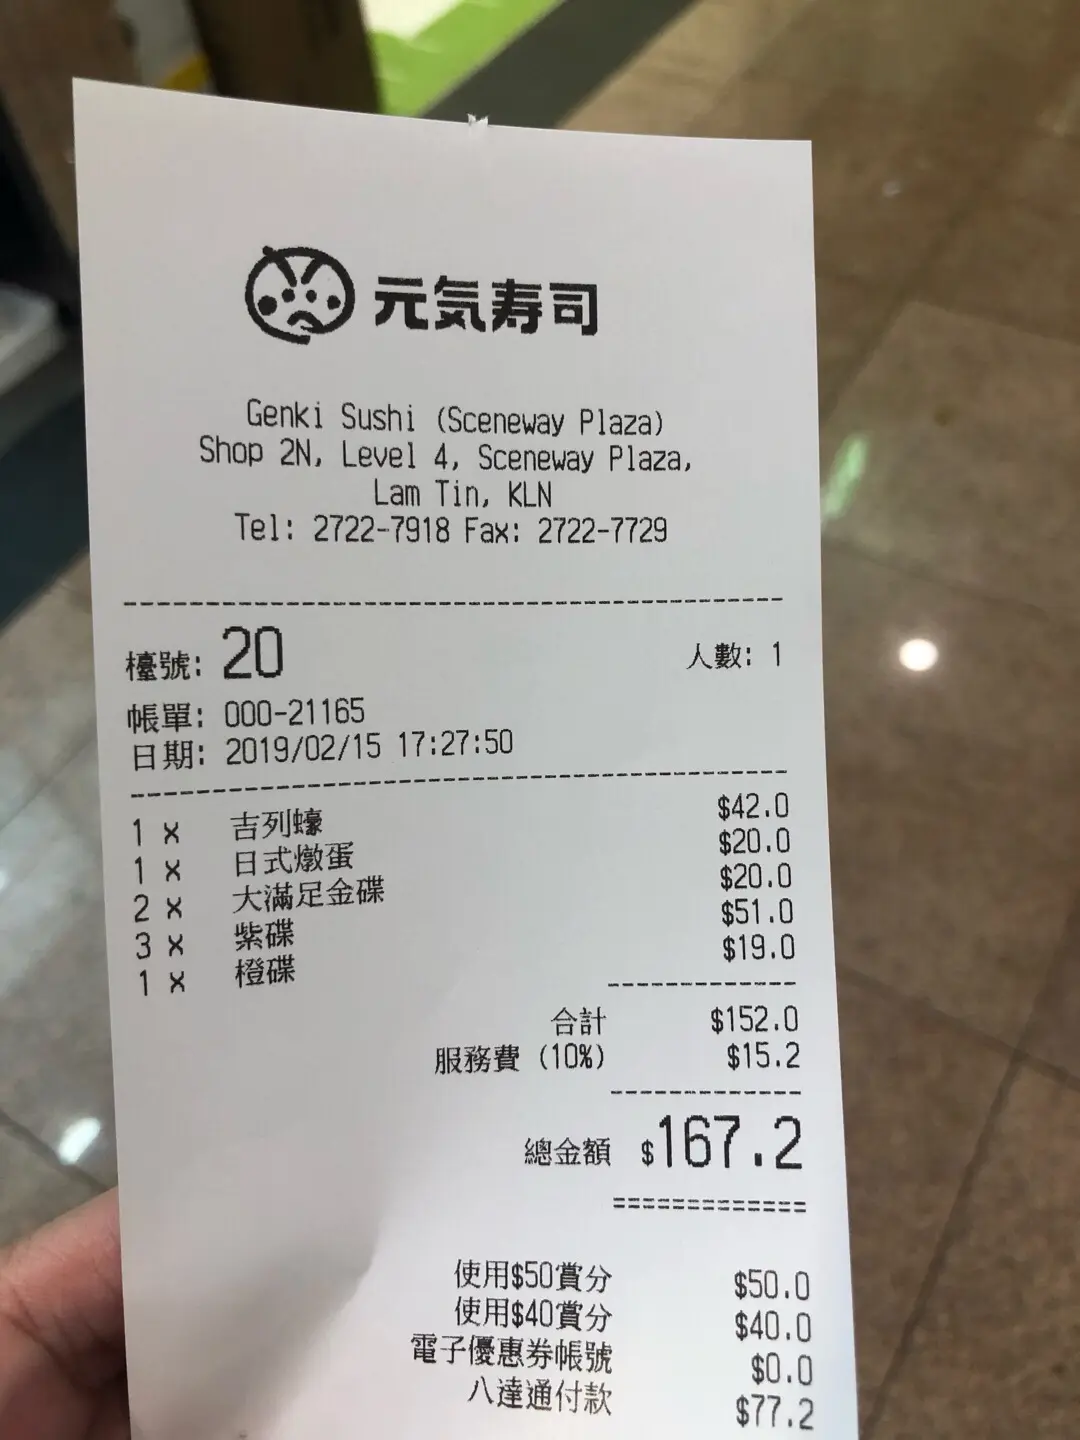 元気寿司
Genki Sushi (Sceneway Plaza)
Shop 2N, Level 4, Sceneway Plaza,
Lam Tin, KLN
Tel: 2722-7918 Fax: 2722-7729
檯號: 20 人數: 1
帳單: 000-21165
日期: 2019/02/15 17:27:50
1 x 吉列蠔 $42.0
1 x 日式燉蛋 $20.0
2 x 大滿足金碟 $20.0
3 x 紫碟 $51.0
1 x 橙碟 $19.0
合計 $152.0
服務費 (10%) $15.2
總金額 $167.2
使用$50賞分 $50.0
使用$40賞分 $40.0
電子優惠券帳號 $0.0
八達通付款 $77.2